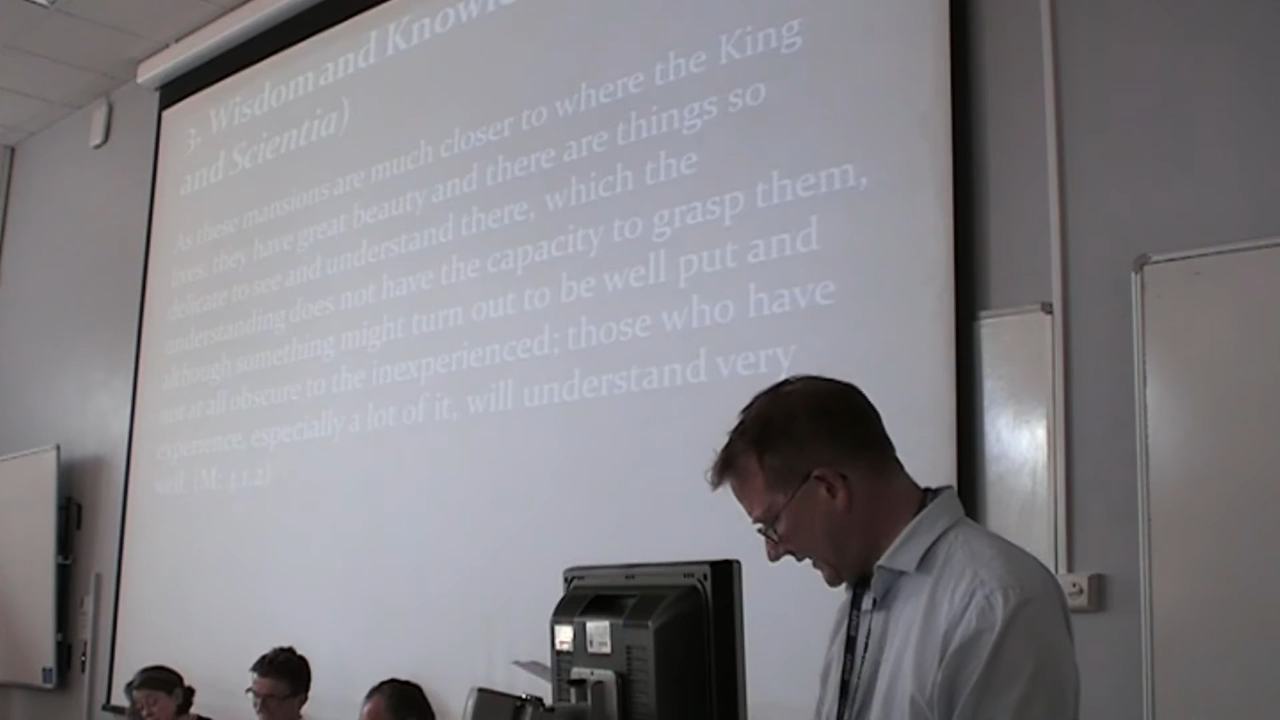 3. Wisdom and
and Scientia)
As these mansions are much closer to where the King
lives, they have great beauty and there are things so
delicate to see and understand there, which the
understanding does not have the capacity to grasp them,
although something might turn out to be well put and
not at all obscure to the inexperienced; those who have
experience, especially a lot of it, will understand very
well. (M: 4.1.2)